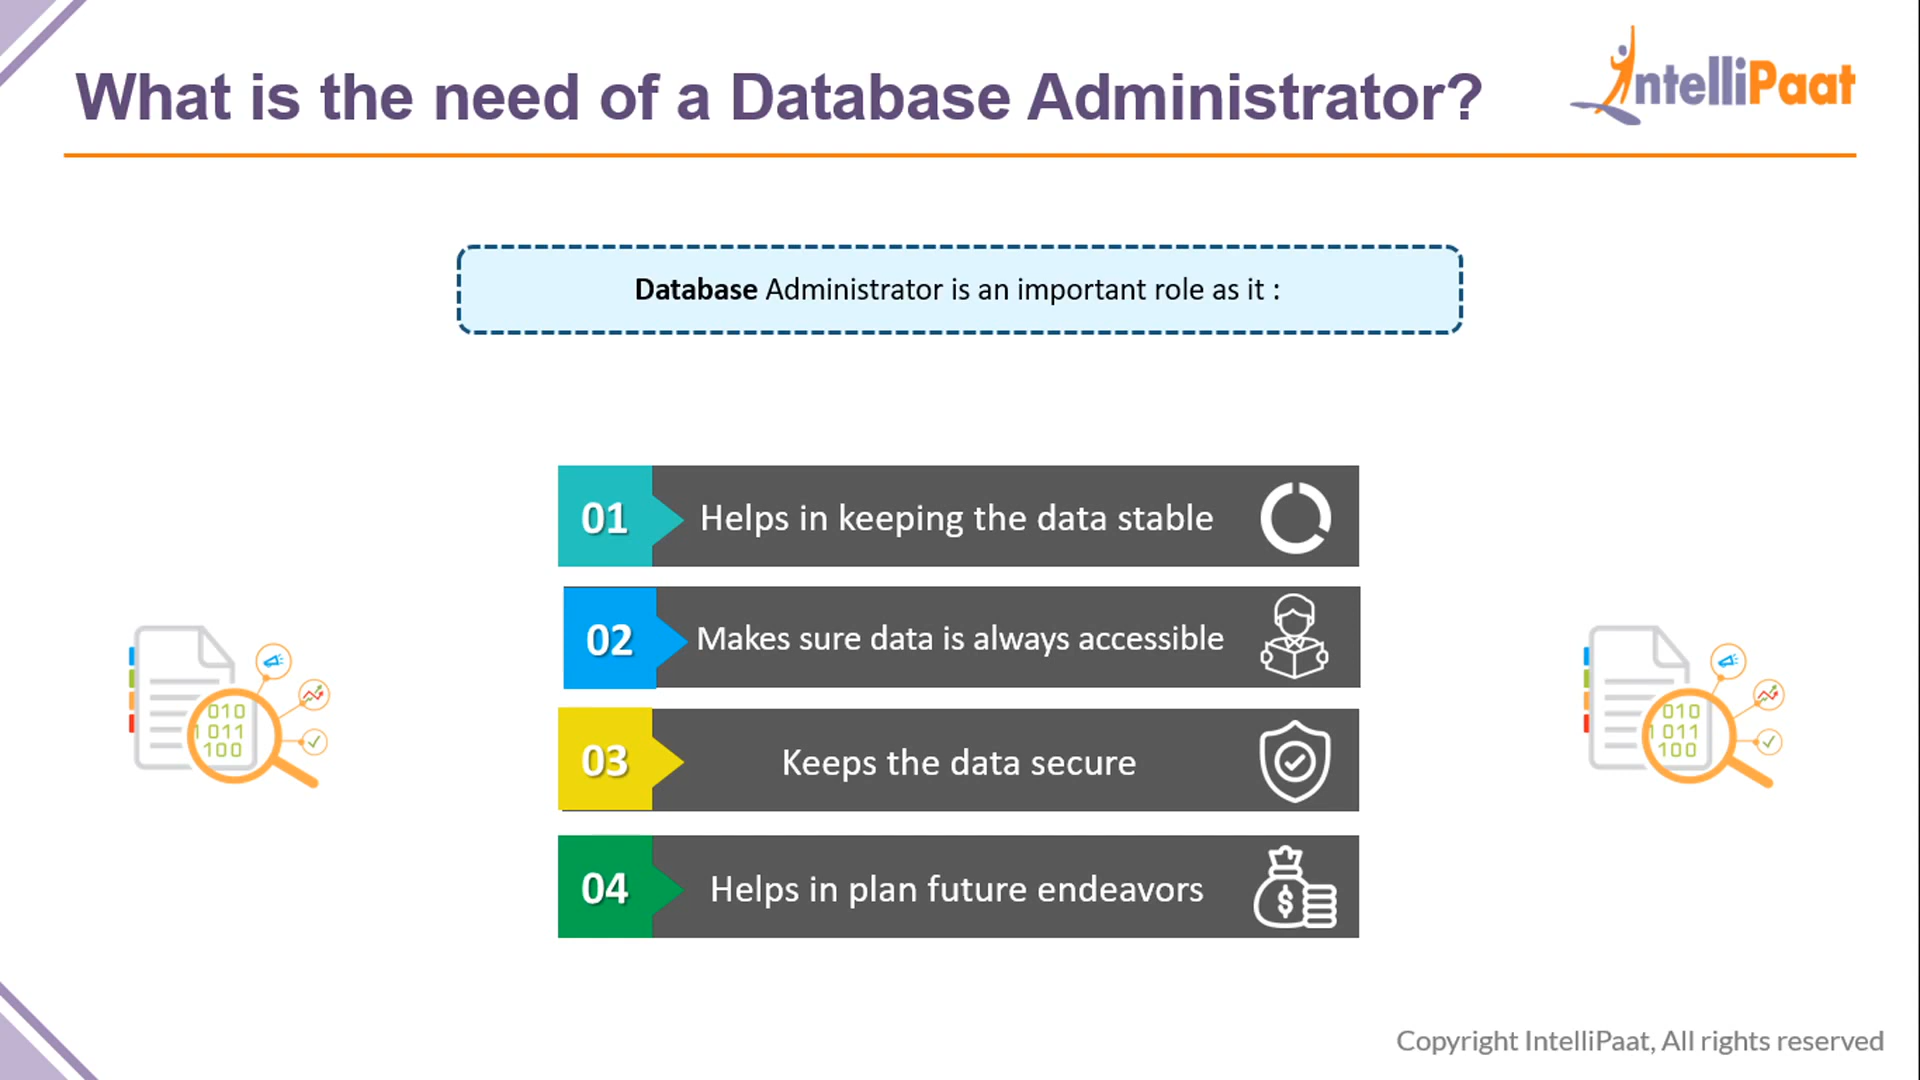 What is the need of a Database Administrator?
IntelliPaat
Database Administrator is an important role as it :
01 Helps in keeping the data stable
02 Makes sure data is always accessible
03 Keeps the data secure
04 Helps in plan future endeavors
010
1 011
100
010
1 011
100
$
Copyright IntelliPaat, All rights reserved